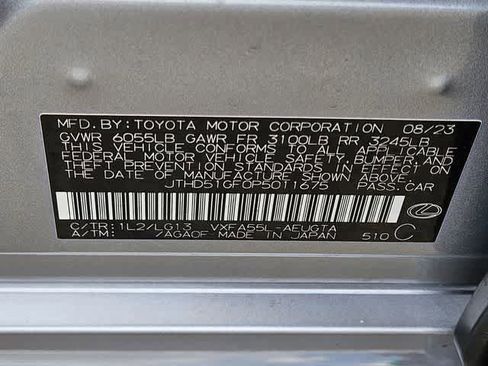 MFD.BY:TOYOTA MOTOR CORPORATION 08/23
GVWR 6055LB GAWR FR 3100LB RR 3245LB
THIS VEHICLE CONFORMS TO ALL APPLICABLE
FEDERAL MOTOR VEHICLE SAFETY,BUMPER,AND
THEFT PREVENTION STANDARDS IN EFFECT ON
THE DATE OF MANUFACTURE SHOWN ABOVE.
JTHD51GF0P5011675 PASS.CAR
C/TR:1L2/LG13 VXFA55L-AEUGTA
A/TM: /AGA0F-MADE IN JAPAN 510 C